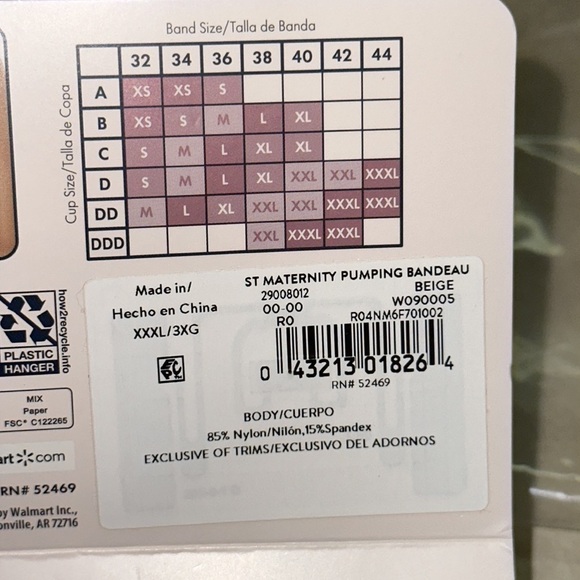 Band Size/Talla de Banda
Cup Size/Talla de Copa
32 34 36 38 40 42 44
A XS XS S
B XS S M L XL
C S M L XL XL
D S M L XL XXL XXL XXXL
DD M L XL XXL XXL XXXL XXXL
DDD XXL XXXL XXXL
how2recycle.info
PLASTIC
HANGER
MIX
Paper
FSC® C122265
art com
RN# 52469
by Walmart Inc.,
onville, AR 72716
Made in/
Hecho en China
XXXL/3XG
ST MATERNITY PUMPING BANDEAU
29008012 BEIGE
00-00 W090005
R0 R04NM6F701002
0 43213 01826 4
RN# 52469
BODY/CUERPO
85% Nylon/Nilón,15%Spandex
EXCLUSIVE OF TRIMS/EXCLUSIVO DEL ADORNOS